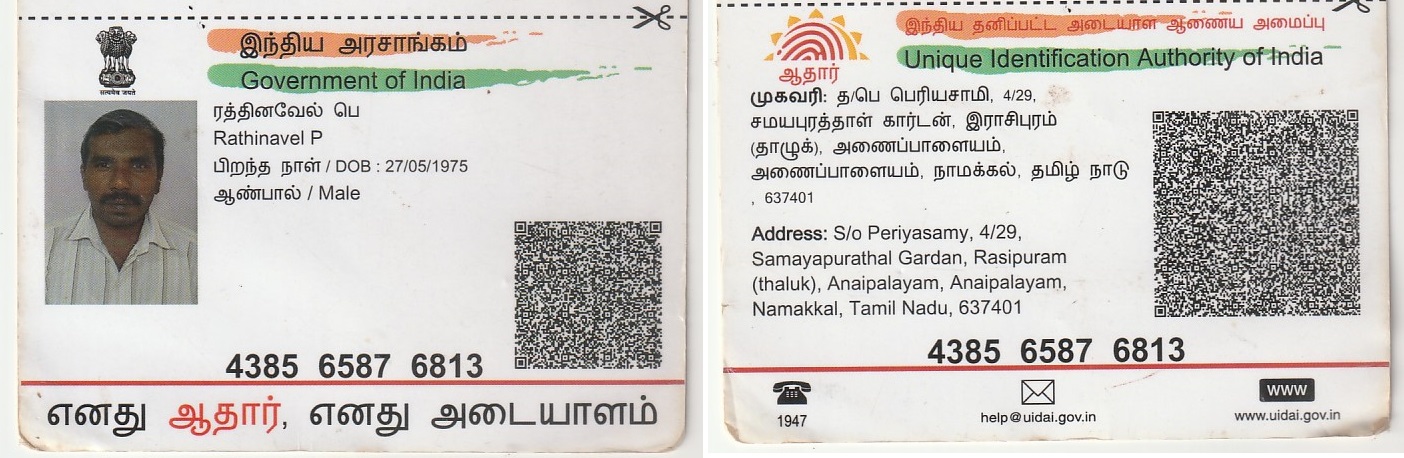 இந்திய அரசாங்கம்
Government of India
सत्यमेव जयते
ரத்தினவேல் பெ
Rathinavel P
பிறந்த நாள் / DOB : 27/05/1975
ஆண்பால் / Male
4385 6587 6813
எனது ஆதார், எனது அடையாளம்
இந்திய தனிப்பட்ட அடையாள ஆணைய அமைப்பு
Unique Identification Authority of India
ஆதார்
முகவரி: த/பெ பெரியசாமி, 4/29,
சமயபுரத்தாள் கார்டன், இராசிபுரம்
(தாழுக்), அணைப்பாளையம்,
அணைப்பாளையம், நாமக்கல், தமிழ் நாடு
, 637401
Address: S/o Periyasamy, 4/29,
Samayapurathal Gardan, Rasipuram
(thaluk), Anaipalayam, Anaipalayam,
Namakkal, Tamil Nadu, 637401
4385 6587 6813
1947
help@uidai.gov.in
www
www.uidai.gov.in